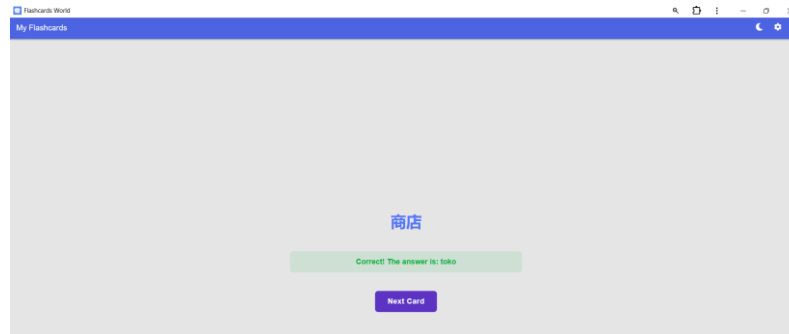 Flashcards World
My Flashcards
商店
Correct! The answer is: toko
Next Card